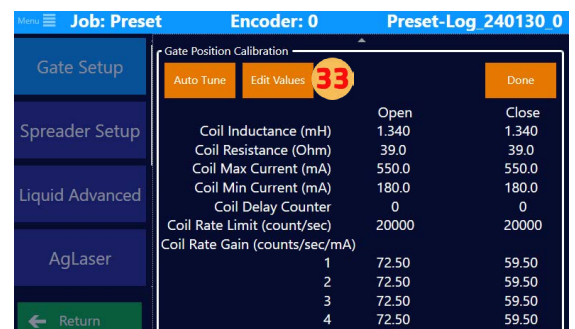 Menu Job: Preset Encoder: 0 Preset-Log_240130_0
Gate Setup
Spreader Setup
Liquid Advanced
AgLaser
Return
Gate Position Calibration
Auto Tune Edit Values 33 Done
Open Close
Coil Inductance (mH) 1.340 1.340
Coil Resistance (Ohm) 39.0 39.0
Coil Max Current (mA) 550.0 550.0
Coil Min Current (mA) 180.0 180.0
Coil Delay Counter 0 0
Coil Rate Limit (count/sec) 20000 20000
Coil Rate Gain (counts/sec/mA)
1 72.50 59.50
2 72.50 59.50
3 72.50 59.50
4 72.50 59.50